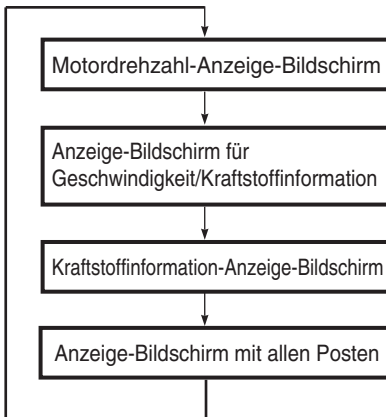 Motordrehzahl-Anzeige-Bildschirm
Anzeige-Bildschirm für
Geschwindigkeit/Kraftstoffinformation
Kraftstoffinformation-Anzeige-Bildschirm
Anzeige-Bildschirm mit allen Posten